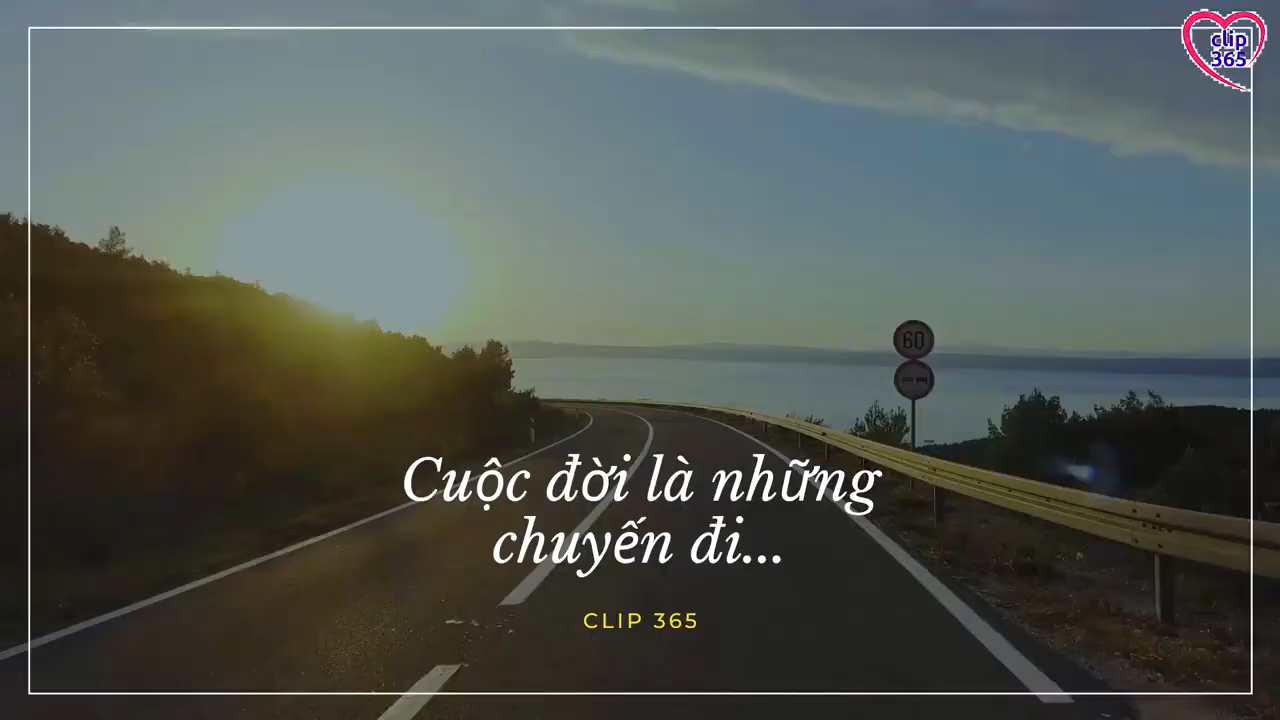 clip
365
60
Cuộc đời là những
chuyến đi...
CLIP 365